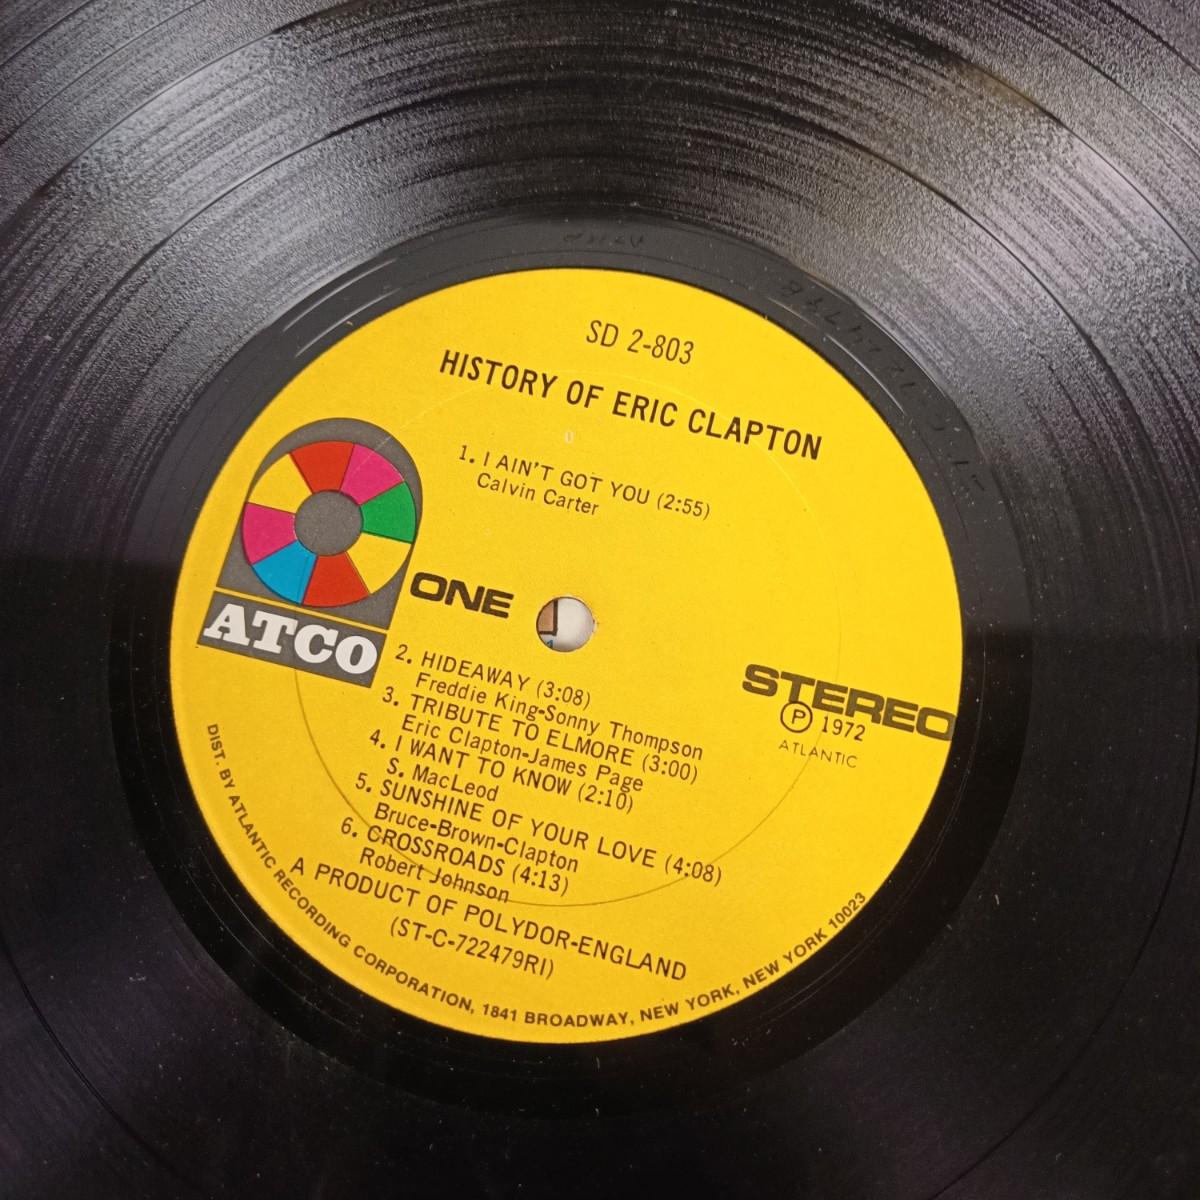 SD 2-803
HISTORY OF ERIC CLAPTON
1. I AIN'T GOT YOU (2:55)
Calvin Carter
ATCO
ONE
STEREO
Ⓟ 1972
ATLANTIC
2. HIDEAWAY (3:08)
Freddie King-Sonny Thompson
3. TRIBUTE TO ELMORE (3:00)
Eric Clapton-James Page
4. I WANT TO KNOW (2:10)
S. MacLeod
5. SUNSHINE OF YOUR LOVE (4:08)
Bruce-Brown-Clapton
6. CROSSROADS (4:13)
Robert Johnson
A PRODUCT OF POLYDOR-ENGLAND
(ST-C-722479RI)
DIST. BY ATLANTIC RECORDING CORPORATION, 1841 BROADWAY, NEW YORK, NEW YORK 10023